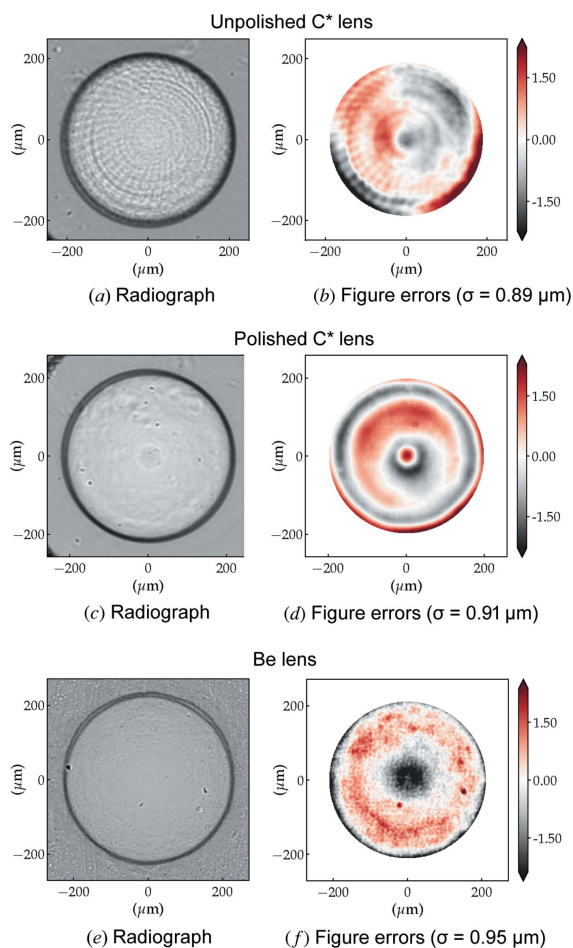 Unpolished C* lens
200
0
−200
(μm)
−200 0 200
(μm)
(a) Radiograph
200
0
−200
(μm)
−200 0 200
(μm)
1.50
0.00
−1.50
(b) Figure errors (σ = 0.89 μm)
Polished C* lens
200
0
−200
(μm)
−200 0 200
(μm)
(c) Radiograph
200
0
−200
(μm)
−200 0 200
(μm)
1.50
0.00
−1.50
(d) Figure errors (σ = 0.91 μm)
Be lens
200
0
−200
(μm)
−200 0 200
(μm)
(e) Radiograph
200
0
−200
(μm)
−200 0 200
(μm)
1.50
0.00
−1.50
(f) Figure errors (σ = 0.95 μm)